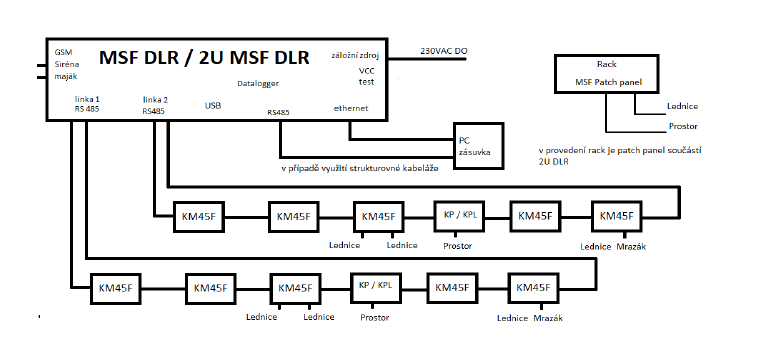 GSM
Siréna
maják
MSF DLR / 2U MSF DLR
záložní zdroj
VCC
test
230VAC DO
Datalogger
linka 1
RS 485
linka 2
RS485
USB
RS485
ethernet
PC
zásuvka
v případě využití strukturovné kabeláže
Rack
MSF Patch panel
Lednice
Prostor
v provedení rack je patch panel součástí
2U DLR
KM45F
KM45F
KM45F
KP / KPL
KM45F
KM45F
Lednice
Lednice
Prostor
Lednice
Mrazák
KM45F
KM45F
KM45F
KP / KPL
KM45F
KM45F
Lednice
Lednice
Prostor
Lednice
Mrazák